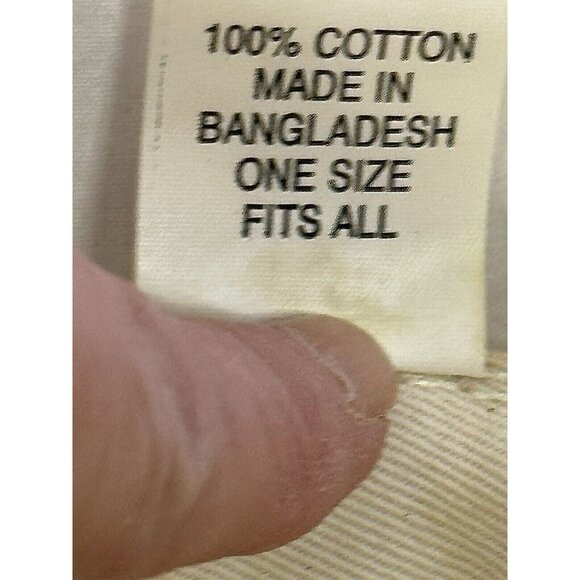 100% COTTON
MADE IN
BANGLADESH
ONE SIZE
FITS ALL